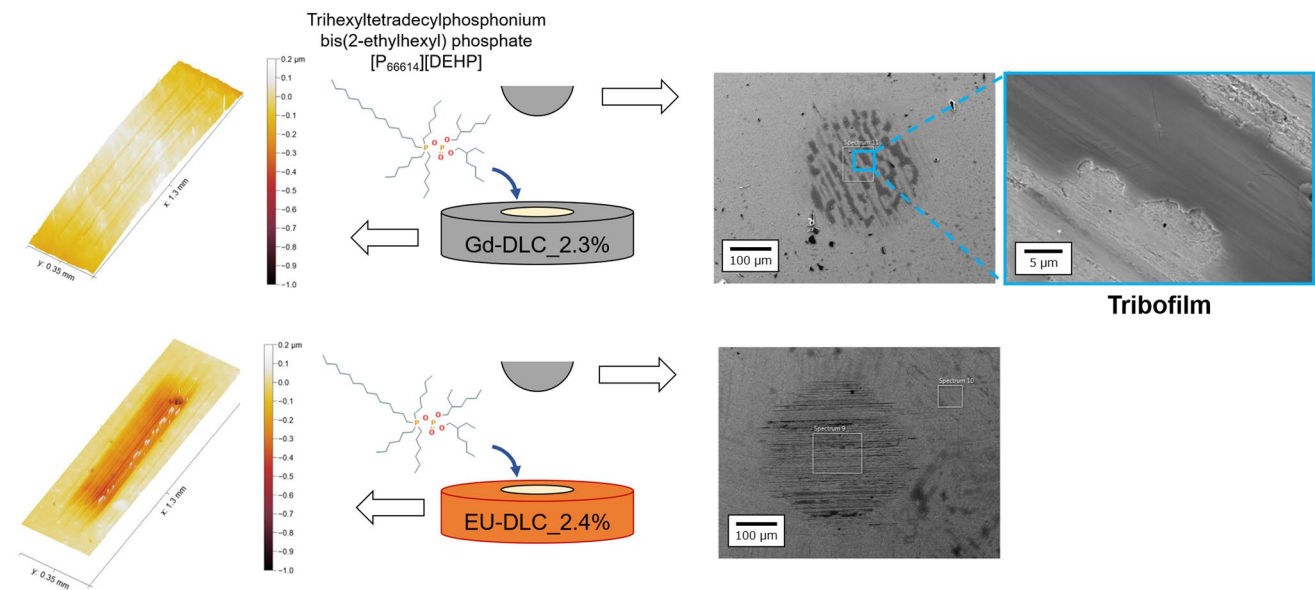 Trihexyltetradecylphosphonium
bis(2-ethylhexyl) phosphate
[P66614][DEHP]
0.2 µm
0.1
0.0
−0.1
−0.2
−0.3
−0.4
−0.5
−0.6
−0.7
−0.8
−0.9
−1.0
x: 1.3 mm
y: 0.35 mm
P O P O O O
Gd-DLC_2.3%
100 µm
5 µm
Tribofilm
0.2 µm
0.1
0.0
−0.1
−0.2
−0.3
−0.4
−0.5
−0.6
−0.7
−0.8
−0.9
−1.0
x: 1.3 mm
y: 0.35 mm
P O P O O O
EU-DLC_2.4%
Spectrum 10
Spectrum 9
100 µm